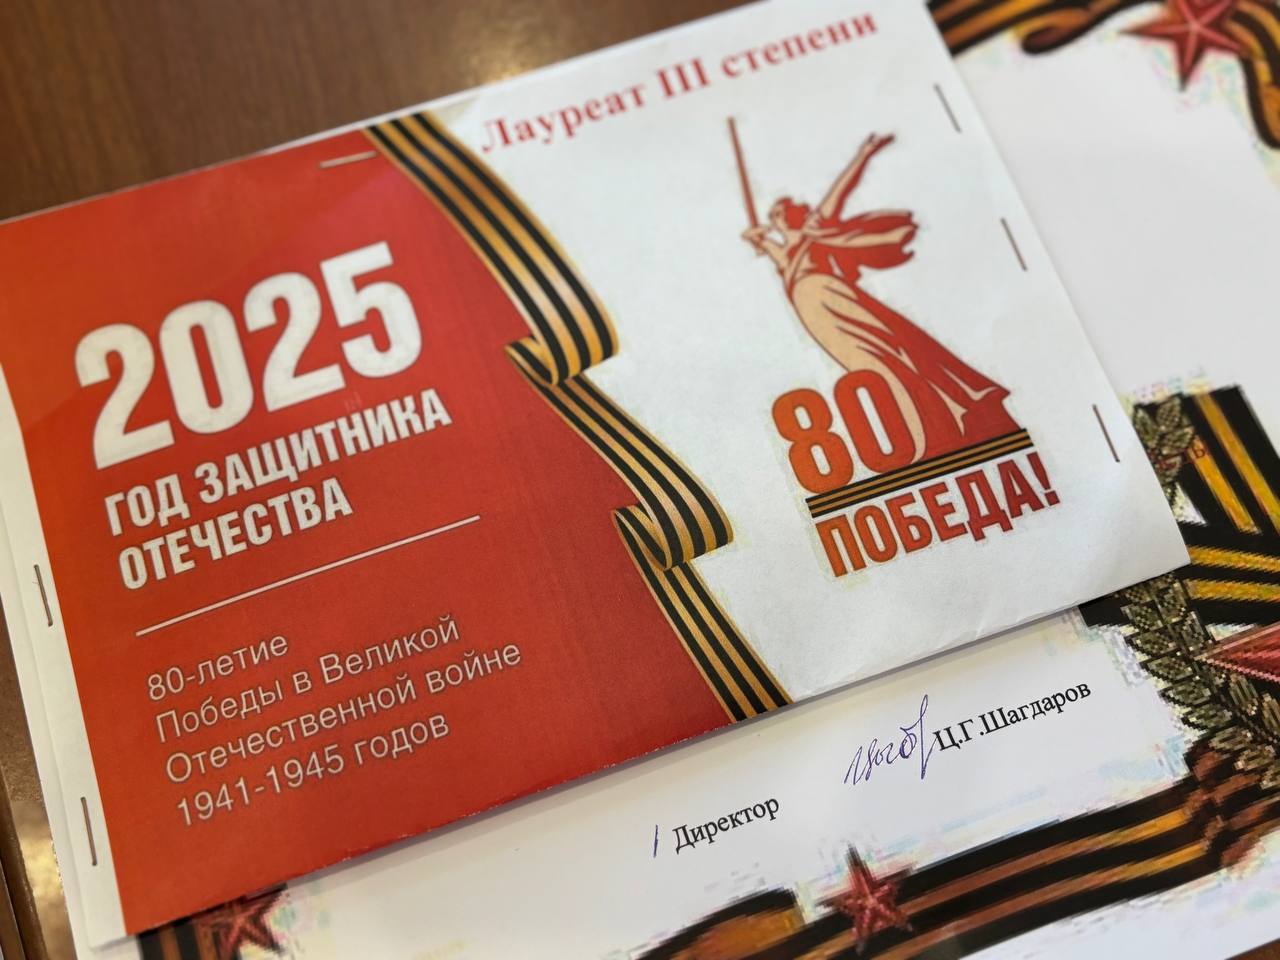 Лауреат III степени
2025
ГОД ЗАЩИТНИКА
ОТЕЧЕСТВА
80-летие
Победы в Великой
Отечественной войне
1941-1945 годов
80
ПОБЕДА!
Директор
Ц.Г.Шагдаров